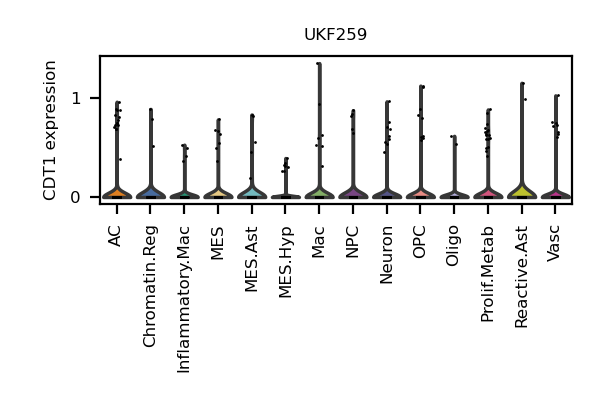 UKF259
CDT1 expression
1
0
AC
Chromatin.Reg
Inflammatory.Mac
MES
MES.Ast
MES.Hyp
Mac
NPC
Neuron
OPC
Oligo
Prolif.Metab
Reactive.Ast
Vasc